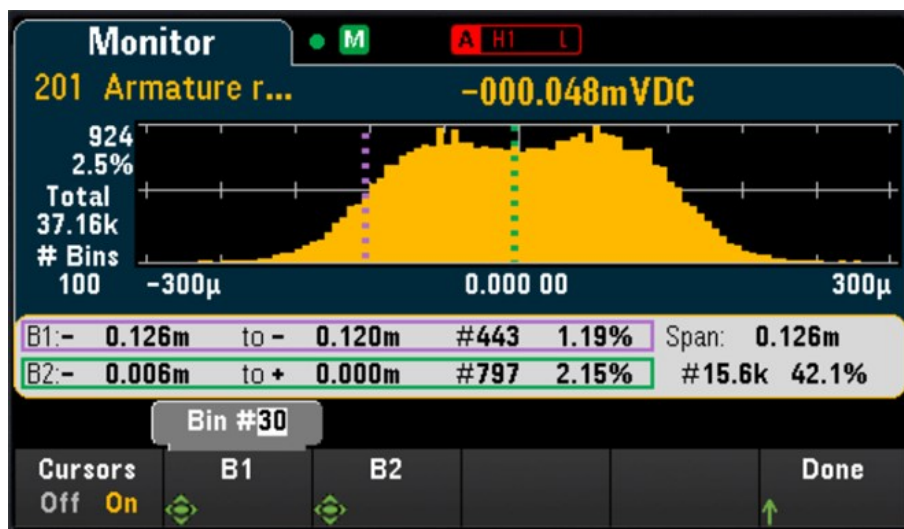 Monitor M A H1 L
201 Armature r... -000.048mVDC
924
2.5%
Total
37.16k
# Bins
100 -300µ 0.000 00 300µ
B1:- 0.126m to - 0.120m #443 1.19% Span: 0.126m
B2:- 0.006m to + 0.000m #797 2.15% #15.6k 42.1%
Bin #30
Cursors B1 B2 Done
Off On